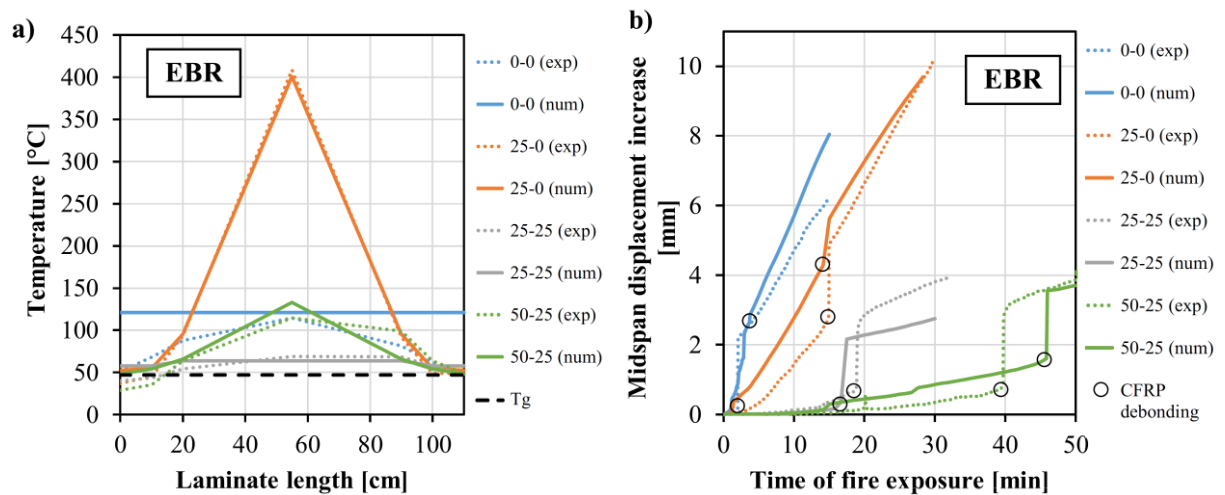 a)
450
400
350
300
250
200
150
100
50
0
0
20
40
60
80
100
Temperature [°C]
Laminate length [cm]
EBR
0-0 (exp)
0-0 (num)
25-0 (exp)
25-0 (num)
25-25 (exp)
25-25 (num)
50-25 (exp)
50-25 (num)
Tg
b)
10
8
6
4
2
0
0
10
20
30
40
50
Midspan displacement increase
[mm]
Time of fire exposure [min]
EBR
0-0 (exp)
0-0 (num)
25-0 (exp)
25-0 (num)
25-25 (exp)
25-25 (num)
50-25 (exp)
50-25 (num)
CFRP
debonding